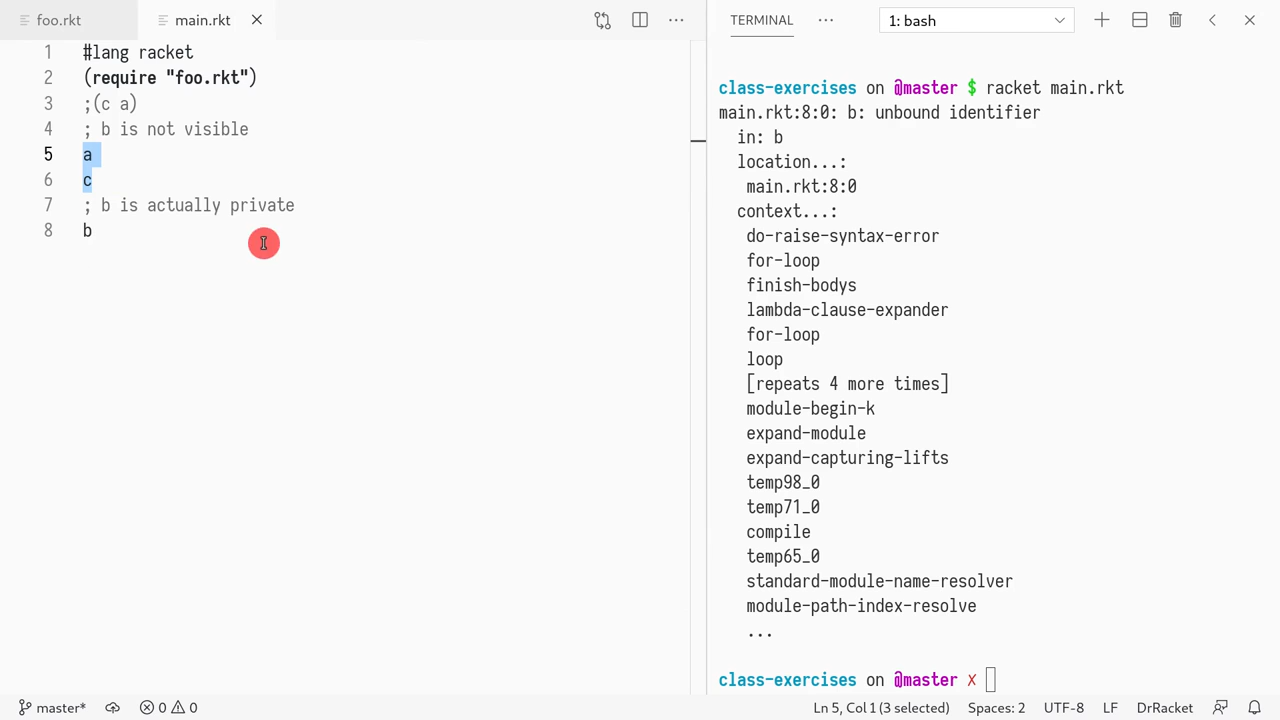 foo.rkt
main.rkt
1 #lang racket
2 (require "foo.rkt")
3 ;(c a)
4 ; b is not visible
5 a
6 c
7 ; b is actually private
8 b
TERMINAL
1: bash
class-exercises on @master $ racket main.rkt
main.rkt:8:0: b: unbound identifier
  in: b
  location...:
   main.rkt:8:0
  context...:
   do-raise-syntax-error
   for-loop
   finish-bodys
   lambda-clause-expander
   for-loop
   loop
   [repeats 4 more times]
   module-begin-k
   expand-module
   expand-capturing-lifts
   temp98_0
   temp71_0
   compile
   temp65_0
   standard-module-name-resolver
   module-path-index-resolve
   ...
class-exercises on @master ✗
master* 0 0 Ln 5, Col 1 (3 selected) Spaces: 2 UTF-8 LF DrRacket